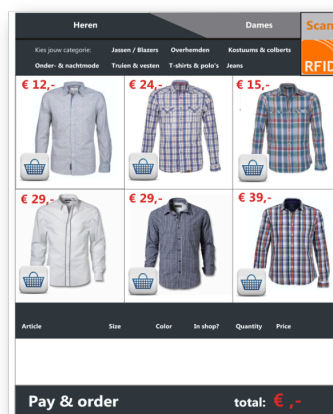 Heren Dames Scan
Kies jouw categorie: Jassen / Blazers Overhemden Kostuums & colberts
Onder- & nachtmode Truien & vesten T-shirts & polo's Jeans
RFID
€ 12,- € 24,- € 15,-
€ 29,- € 29,- € 39,-
Article Size Color In shop? Quantity Price
Pay & order total: € ,-